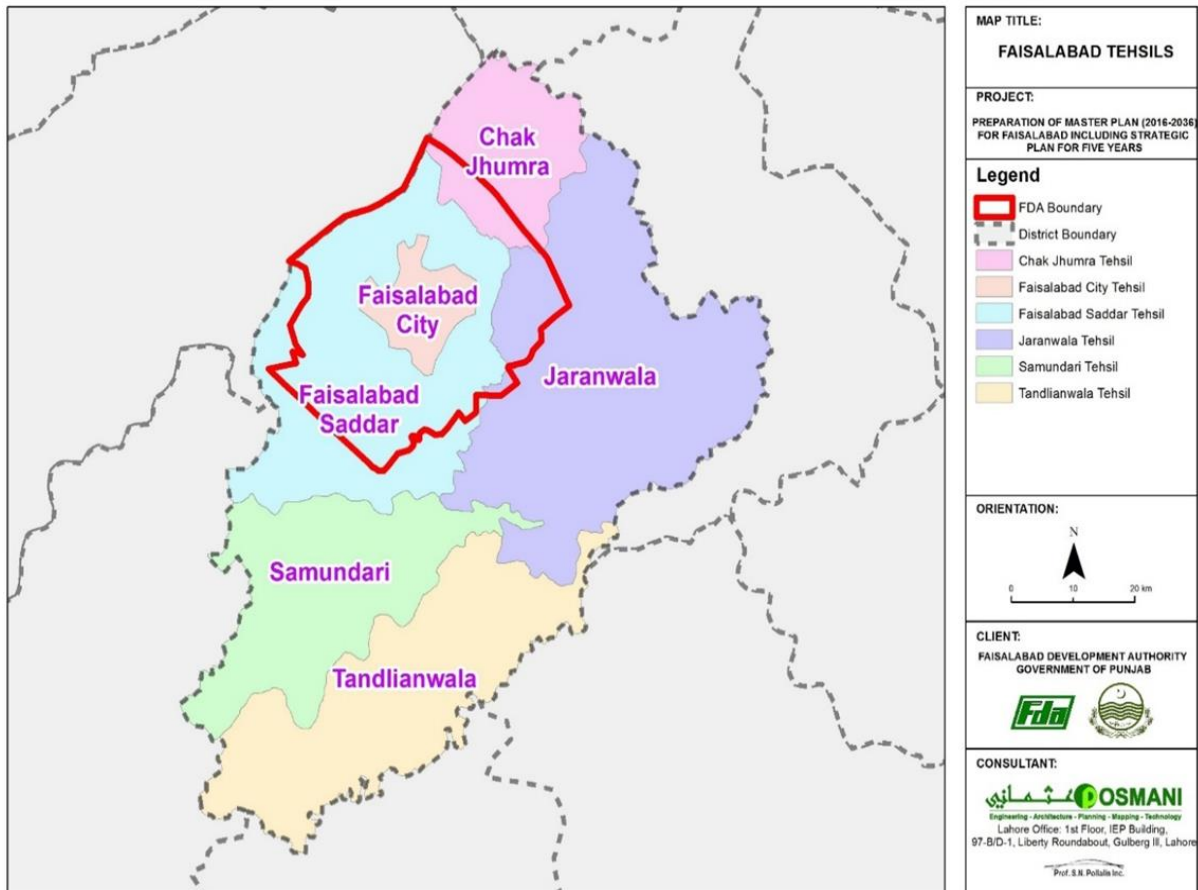 Chak
Jhumra
Faisalabad
City
Faisalabad
Saddar
Jaranwala
Samundari
Tandlianwala
MAP TITLE:
FAISALABAD TEHSILS
PROJECT:
PREPARATION OF MASTER PLAN (2016-2036)
FOR FAISALABAD INCLUDING STRATEGIC
PLAN FOR FIVE YEARS
Legend
FDA Boundary
District Boundary
Chak Jhumra Tehsil
Faisalabad City Tehsil
Faisalabad Saddar Tehsil
Jaranwala Tehsil
Samundari Tehsil
Tandlianwala Tehsil
ORIENTATION:
N
0 10 20 km
CLIENT:
FAISALABAD DEVELOPMENT AUTHORITY
GOVERNMENT OF PUNJAB
Fda
CONSULTANT:
عثمانی OSMANI
Engineering - Architecture - Planning - Mapping - Technology
Lahore Office: 1st Floor, IEP Building,
97-B/D-1, Liberty Roundabout, Gulberg III, Lahore
Prof. S.N. Pollalis Inc.